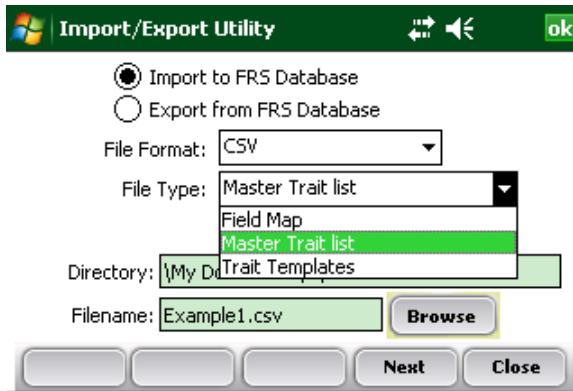 Import/Export Utility ok
Import to FRS Database
Export from FRS Database
File Format: CSV
File Type: Master Trait list
Field Map
Master Trait list
Trait Templates
Directory: \My
Filename: Example1.csv Browse
Next Close